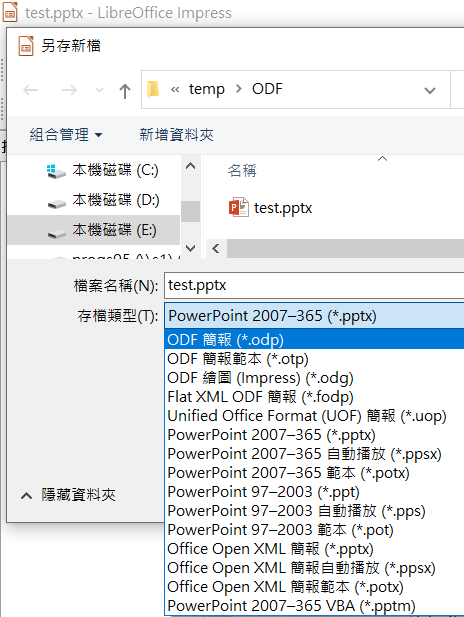 test.pptx - LibreOffice Impress
另存新檔
« temp > ODF
組合管理 新增資料夾
本機磁碟 (C:)
本機磁碟 (D:)
本機磁碟 (E:)
名稱
test.pptx
檔案名稱(N): test.pptx
存檔類型(T): PowerPoint 2007–365 (*.pptx)
ODF 簡報 (*.odp)
ODF 簡報範本 (*.otp)
ODF 繪圖 (Impress) (*.odg)
Flat XML ODF 簡報 (*.fodp)
Unified Office Format (UOF) 簡報 (*.uop)
PowerPoint 2007–365 (*.pptx)
PowerPoint 2007–365 自動播放 (*.ppsx)
PowerPoint 2007–365 範本 (*.potx)
PowerPoint 97–2003 (*.ppt)
PowerPoint 97–2003 自動播放 (*.pps)
PowerPoint 97–2003 範本 (*.pot)
Office Open XML 簡報 (*.pptx)
Office Open XML 簡報自動播放 (*.ppsx)
Office Open XML 簡報範本 (*.potx)
PowerPoint 2007–365 VBA (*.pptm)
隱藏資料夾